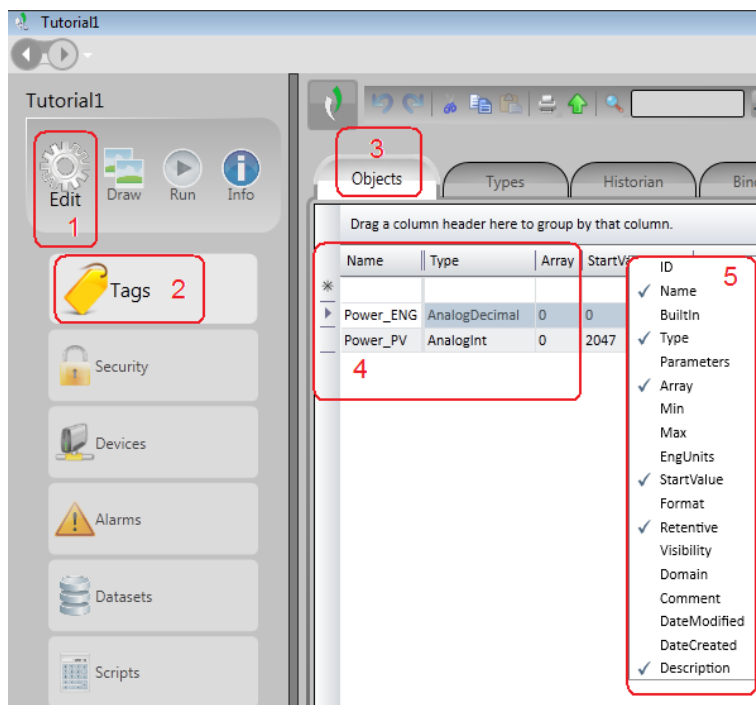 Tutorial1
Tutorial1
Edit Draw Run Info
1
Tags 2
Security
Devices
Alarms
Datasets
Scripts
3
Objects Types Historian
Drag a column header here to group by that column.
Name Type Array
Power_ENG AnalogDecimal 0 0
Power_PV AnalogInt 0 2047
4
5
ID
Name
BuiltIn
Type
Parameters
Array
Min
Max
EngUnits
StartValue
Format
Retentive
Visibility
Domain
Comment
DateModified
DateCreated
Description